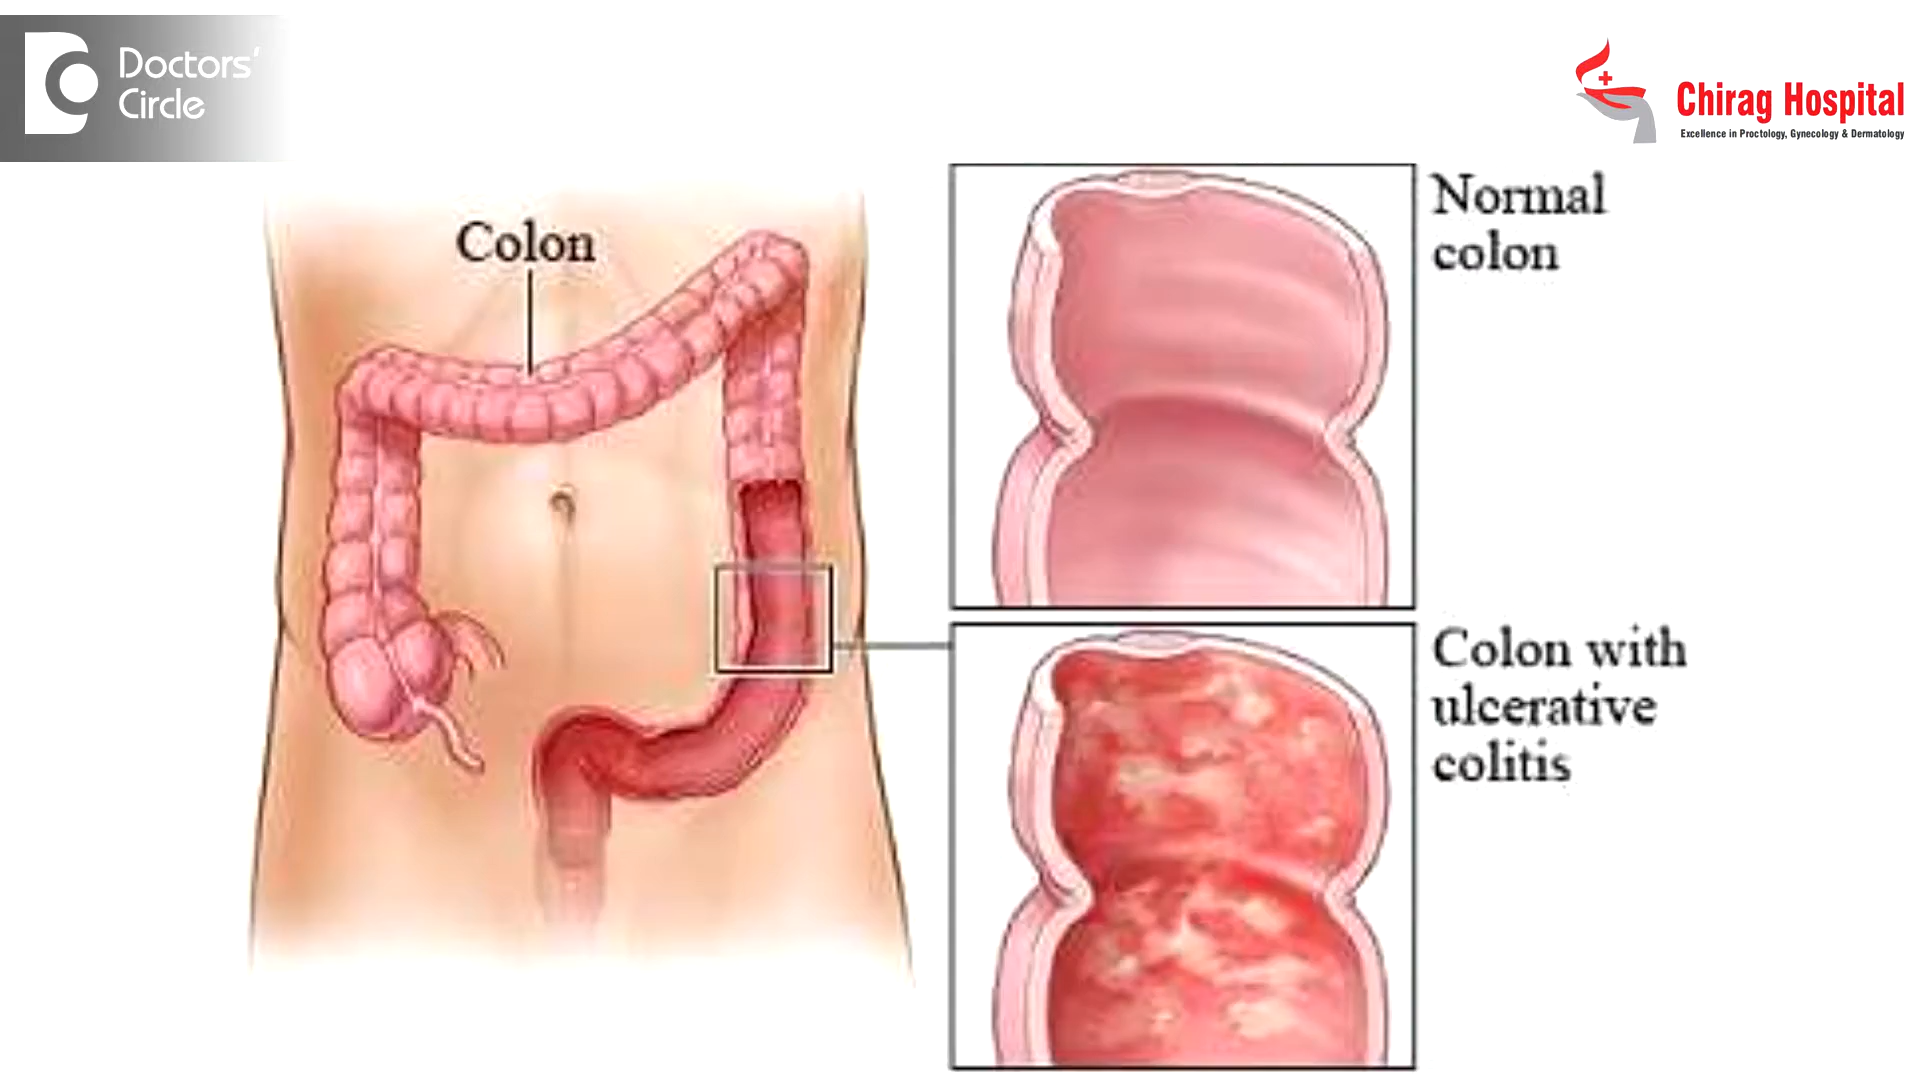 Doctors'
Circle
Chirag Hospital
Excellence in Proctology, Gynecology & Dermatology
Colon
Normal
colon
Colon with
ulcerative
colitis